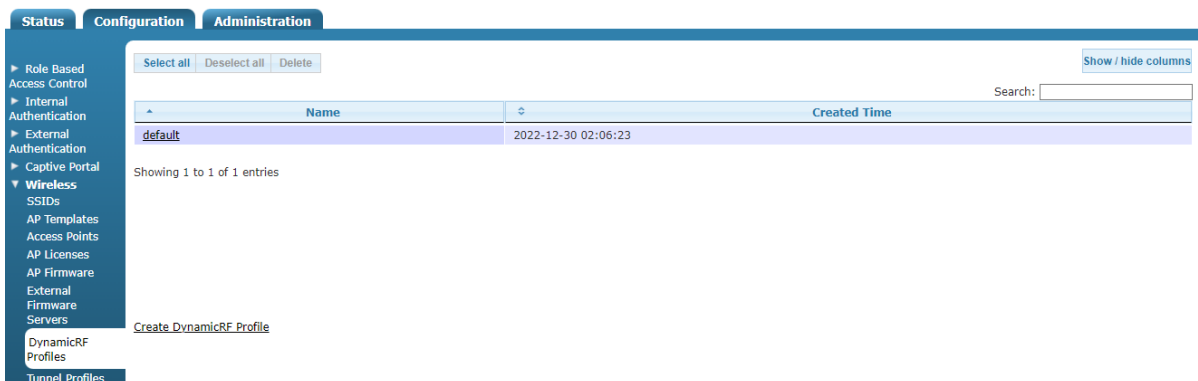 Status Configuration Administration
Role Based
Access Control
Internal
Authentication
External
Authentication
Captive Portal
Wireless
SSIDs
AP Templates
Access Points
AP Licenses
AP Firmware
External
Firmware
Servers
DynamicRF
Profiles
Tunnel Profiles
Select all Deselect all Delete
Show / hide columns
Search:
Name Created Time
default 2022-12-30 02:06:23
Showing 1 to 1 of 1 entries
Create DynamicRF Profile